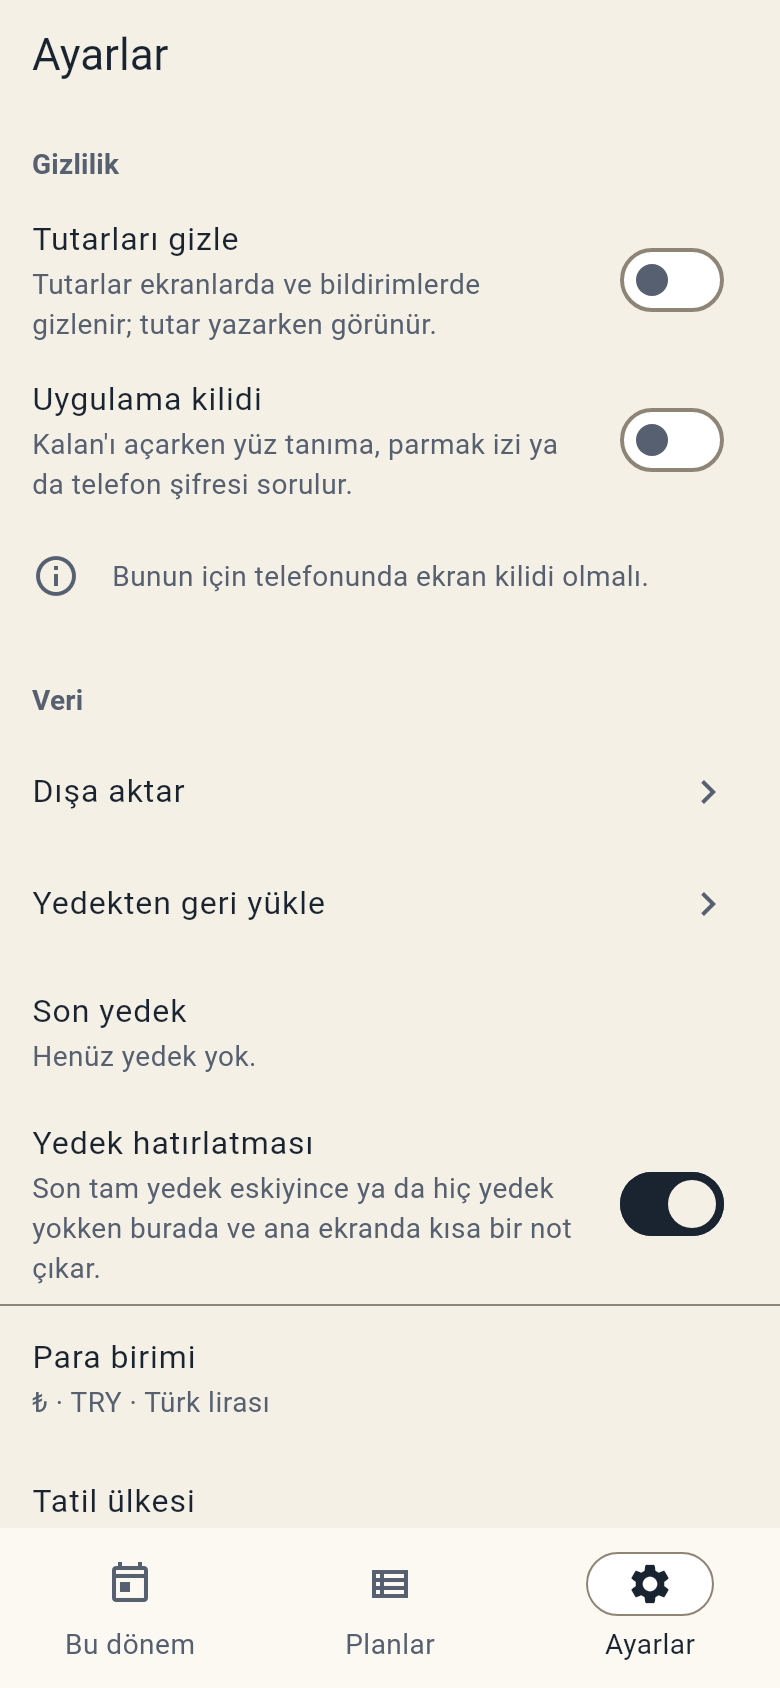 Ayarlar
Gizlilik
Tutarları gizle
Tutarlar ekranlarda ve bildirimlerde
gizlenir; tutar yazarken görünür.
Uygulama kilidi
Kalan'ı açarken yüz tanıma, parmak izi ya
da telefon şifresi sorulur.
Bunun için telefonunda ekran kilidi olmalı.
Veri
Dışa aktar
Yedekten geri yükle
Son yedek
Henüz yedek yok.
Yedek hatırlatması
Son tam yedek eskiyince ya da hiç yedek
yokken burada ve ana ekranda kısa bir not
çıkar.
Para birimi
₺ · TRY · Türk lirası
Tatil ülkesi
Bu dönem
Planlar
Ayarlar